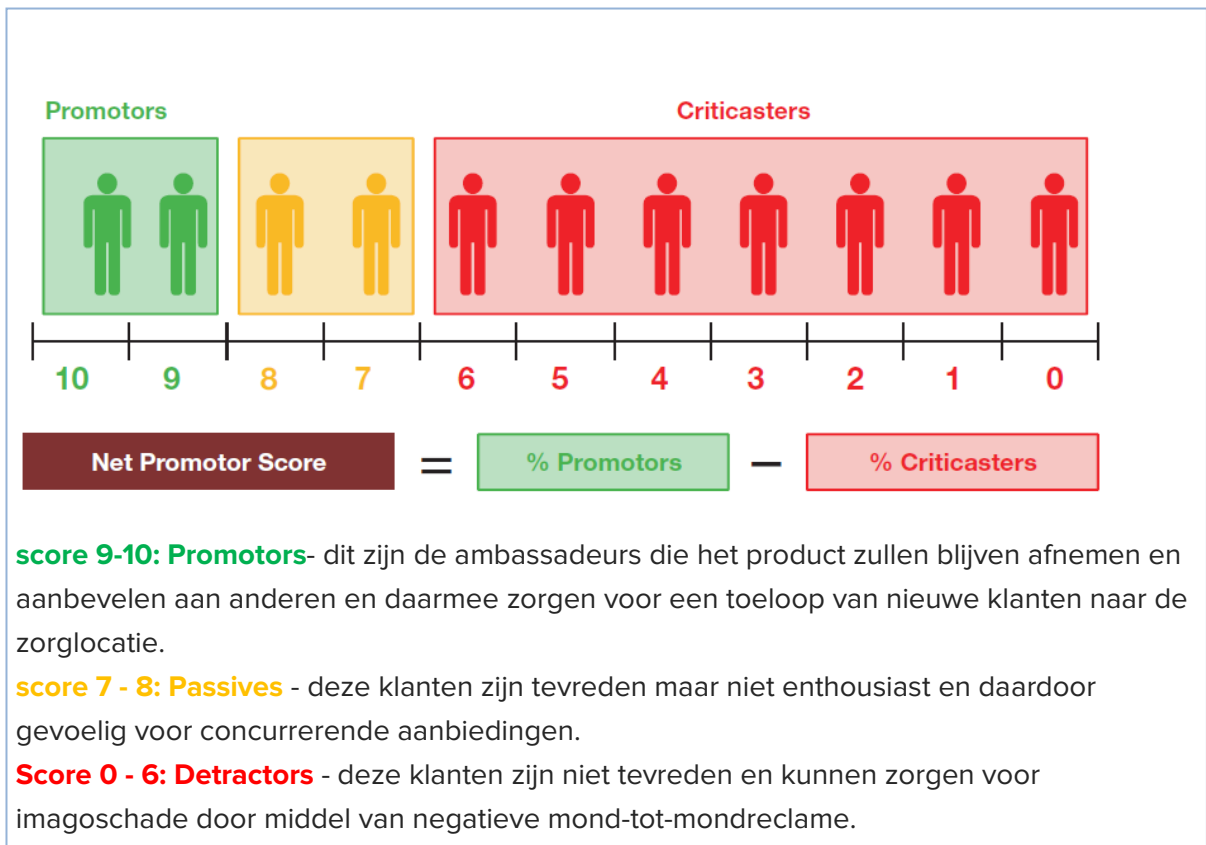 Promotors Criticasters
10 9 8 7 6 5 4 3 2 1 0
Net Promotor Score = % Promotors − % Criticasters
score 9-10: Promotors- dit zijn de ambassadeurs die het product zullen blijven afnemen en
aanbevelen aan anderen en daarmee zorgen voor een toeloop van nieuwe klanten naar de
zorglocatie.
score 7 - 8: Passives - deze klanten zijn tevreden maar niet enthousiast en daardoor
gevoelig voor concurrerende aanbiedingen.
Score 0 - 6: Detractors - deze klanten zijn niet tevreden en kunnen zorgen voor
imagoschade door middel van negatieve mond-tot-mondreclame.